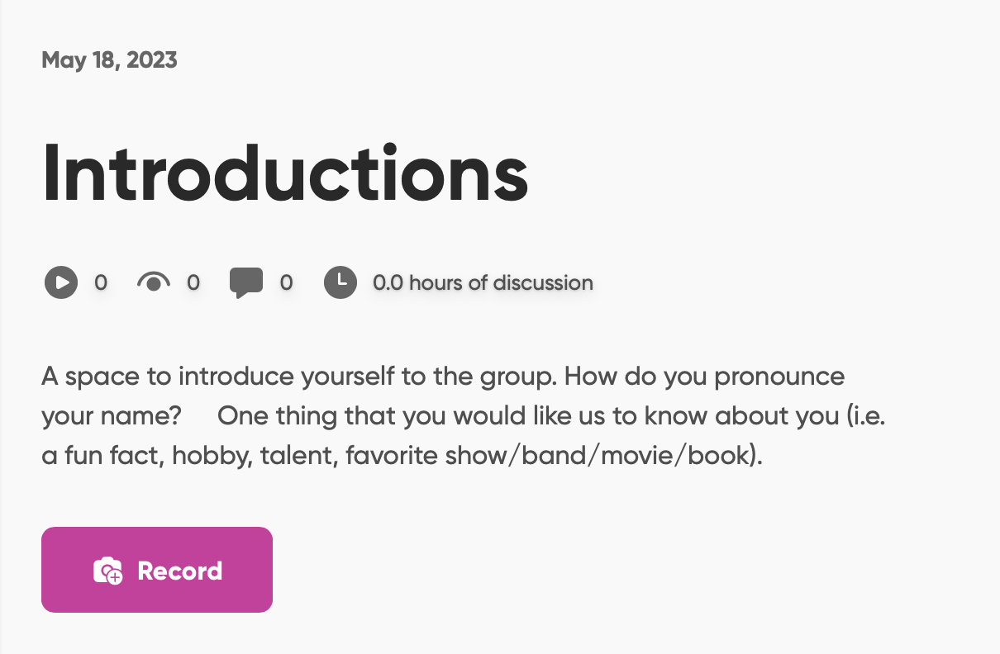 May 18, 2023
Introductions
0 0 0 0.0 hours of discussion
A space to introduce yourself to the group. How do you pronounce
your name? One thing that you would like us to know about you (i.e.
a fun fact, hobby, talent, favorite show/band/movie/book).
Record